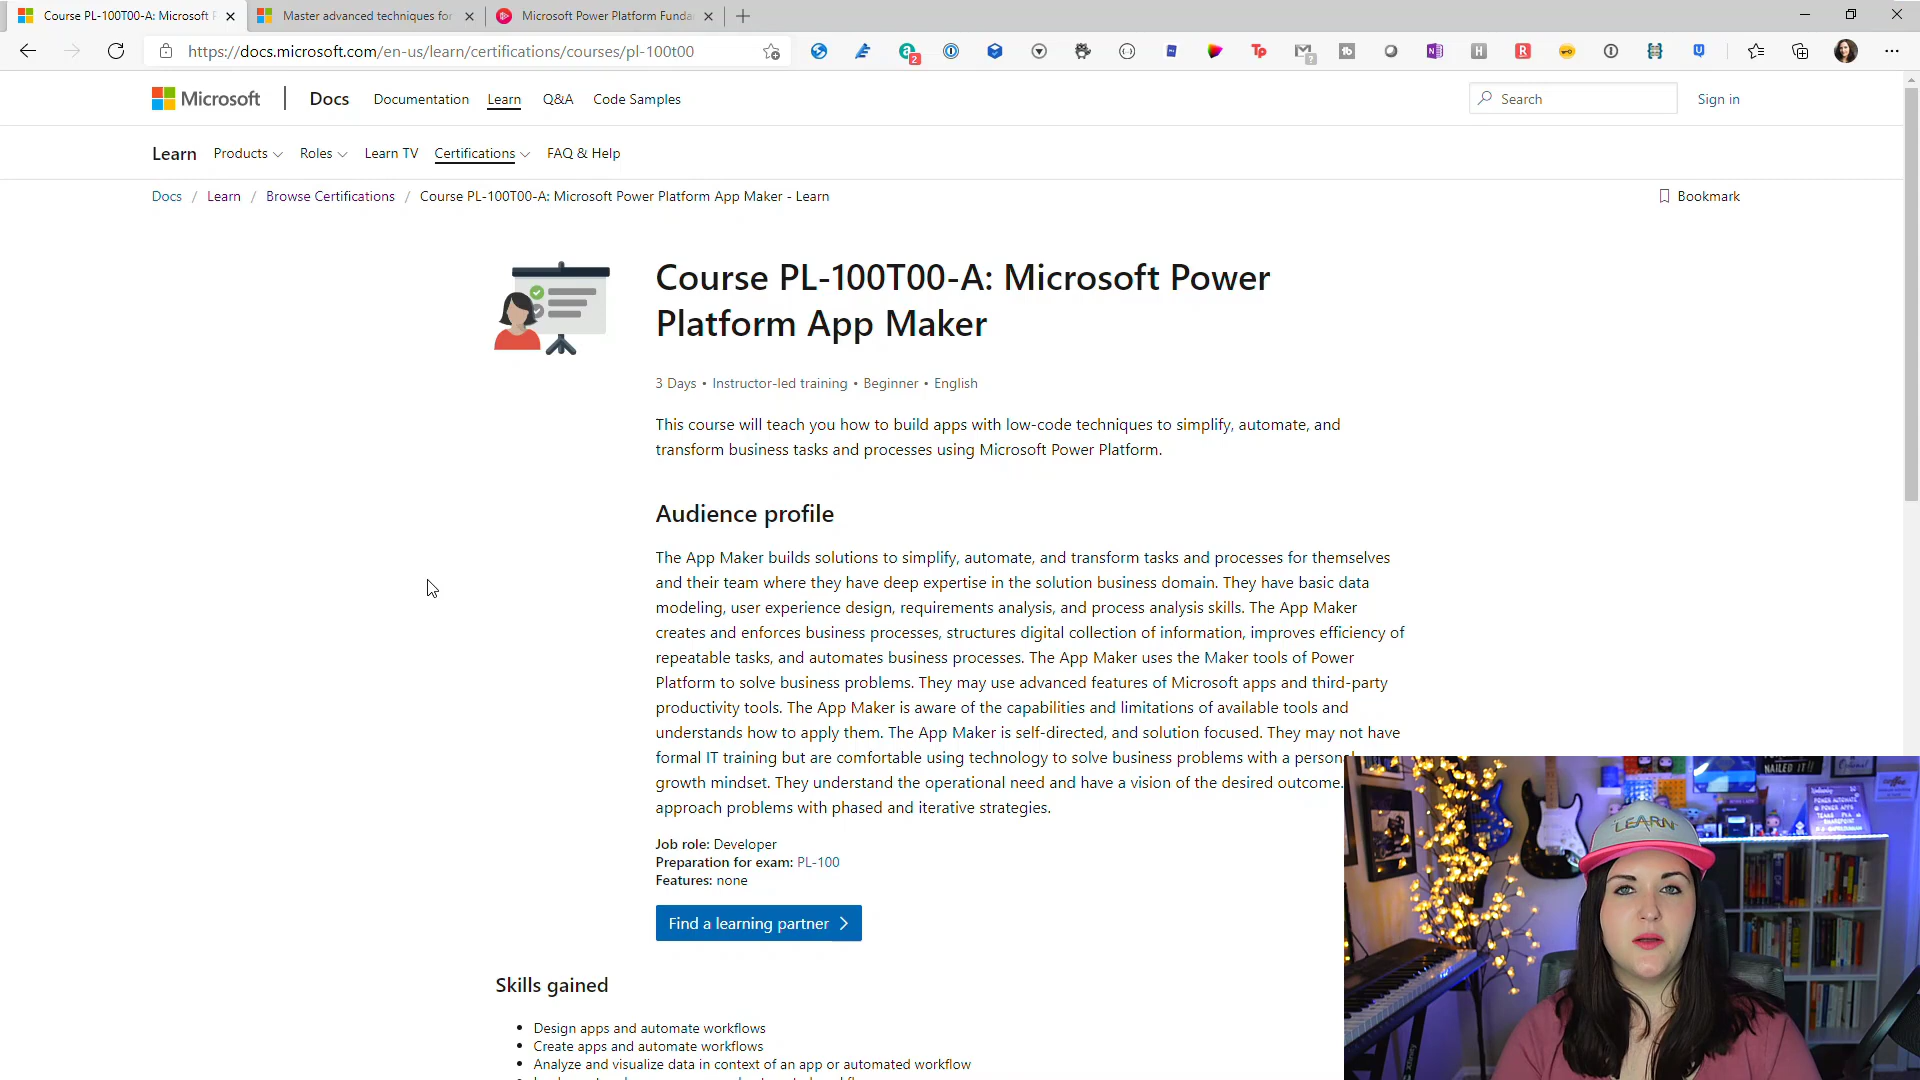 Course PL-100T00-A: Microsoft P
Master advanced techniques for
Microsoft Power Platform Funda
https://docs.microsoft.com/en-us/learn/certifications/courses/pl-100t00
Microsoft
Docs
Documentation
Learn
Q&A
Code Samples
Search
Sign in
Learn
Products
Roles
Learn TV
Certifications
FAQ & Help
Docs / Learn / Browse Certifications / Course PL-100T00-A: Microsoft Power Platform App Maker - Learn
Bookmark
Course PL-100T00-A: Microsoft Power
Platform App Maker
3 Days • Instructor-led training • Beginner • English
This course will teach you how to build apps with low-code techniques to simplify, automate, and
transform business tasks and processes using Microsoft Power Platform.
Audience profile
The App Maker builds solutions to simplify, automate, and transform tasks and processes for themselves
and their team where they have deep expertise in the solution business domain. They have basic data
modeling, user experience design, requirements analysis, and process analysis skills. The App Maker
creates and enforces business processes, structures digital collection of information, improves efficiency of
repeatable tasks, and automates business processes. The App Maker uses the Maker tools of Power
Platform to solve business problems. They may use advanced features of Microsoft apps and third-party
productivity tools. The App Maker is aware of the capabilities and limitations of available tools and
understands how to apply them. The App Maker is self-directed, and solution focused. They may not have
formal IT training but are comfortable using technology to solve business problems with a person
growth mindset. They understand the operational need and have a vision of the desired outcome.
approach problems with phased and iterative strategies.
Job role: Developer
Preparation for exam: PL-100
Features: none
Find a learning partner
Skills gained
• Design apps and automate workflows
• Create apps and automate workflows
• Analyze and visualize data in context of an app or automated workflow
NAILED IT!!
LEARN